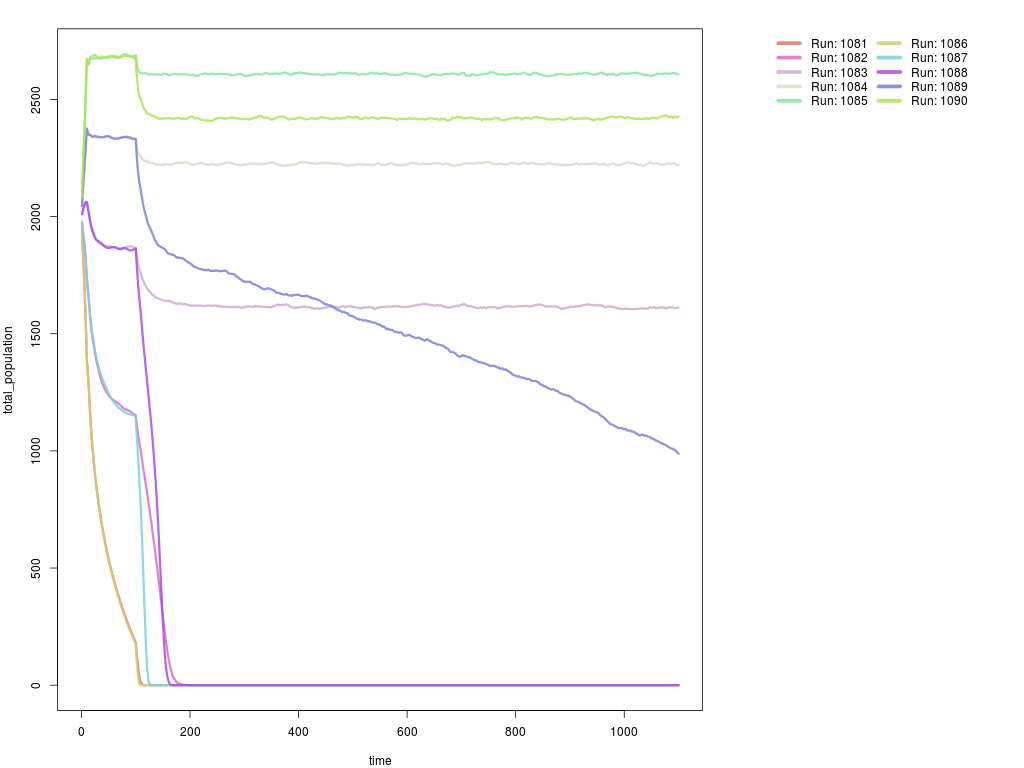 Run: 1081 Run: 1086
Run: 1082 Run: 1087
Run: 1083 Run: 1088
Run: 1084 Run: 1089
Run: 1085 Run: 1090
total_population
2500
2000
1500
1000
500
0
0 200 400 600 800 1000
time